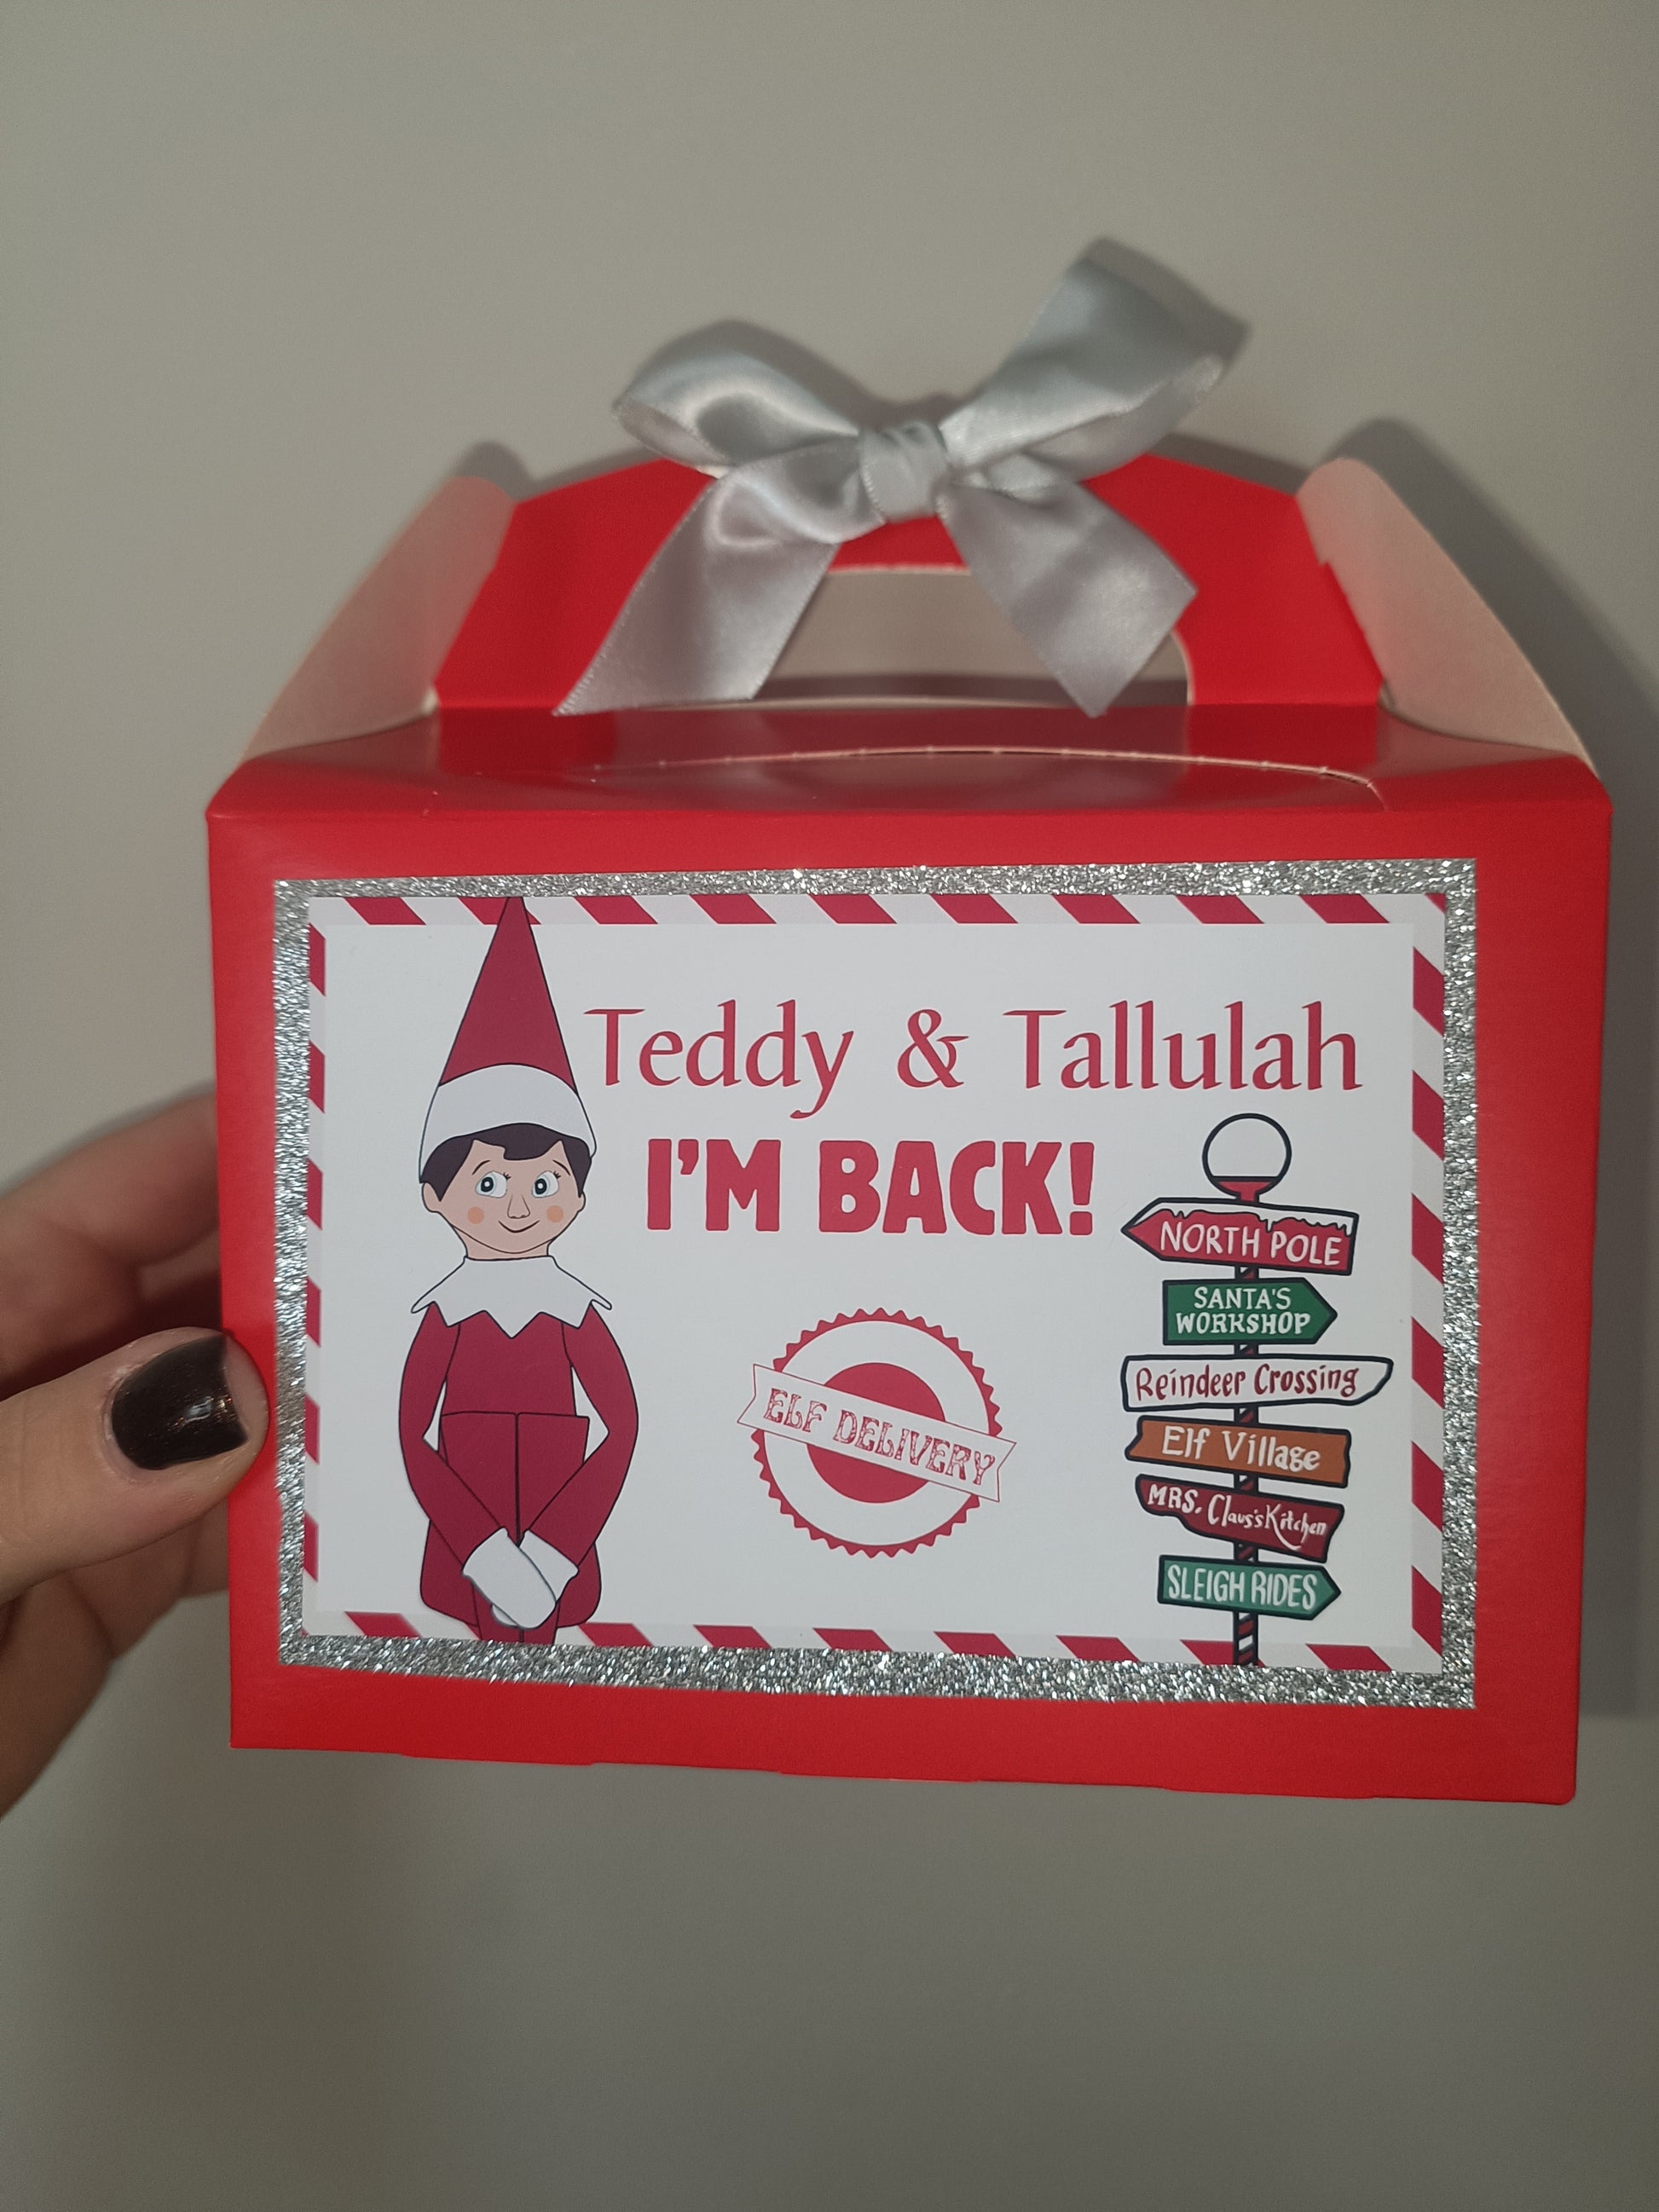 Teddy & Tallulah
I'M BACK!
ELF DELIVERY
NORTH POLE
SANTA'S
WORKSHOP
Reindeer Crossing
Elf Village
MRS. Claus's Kitchen
SLEIGH RIDES